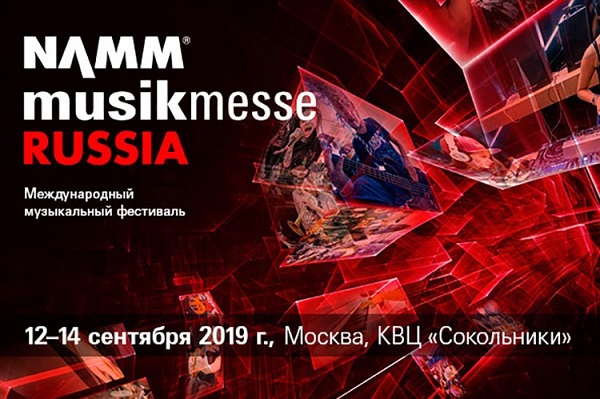 NAMM®
musikmesse
RUSSIA
Международный
музыкальный фестиваль
12–14 сентября 2019 г., Москва, КВЦ «Сокольники»